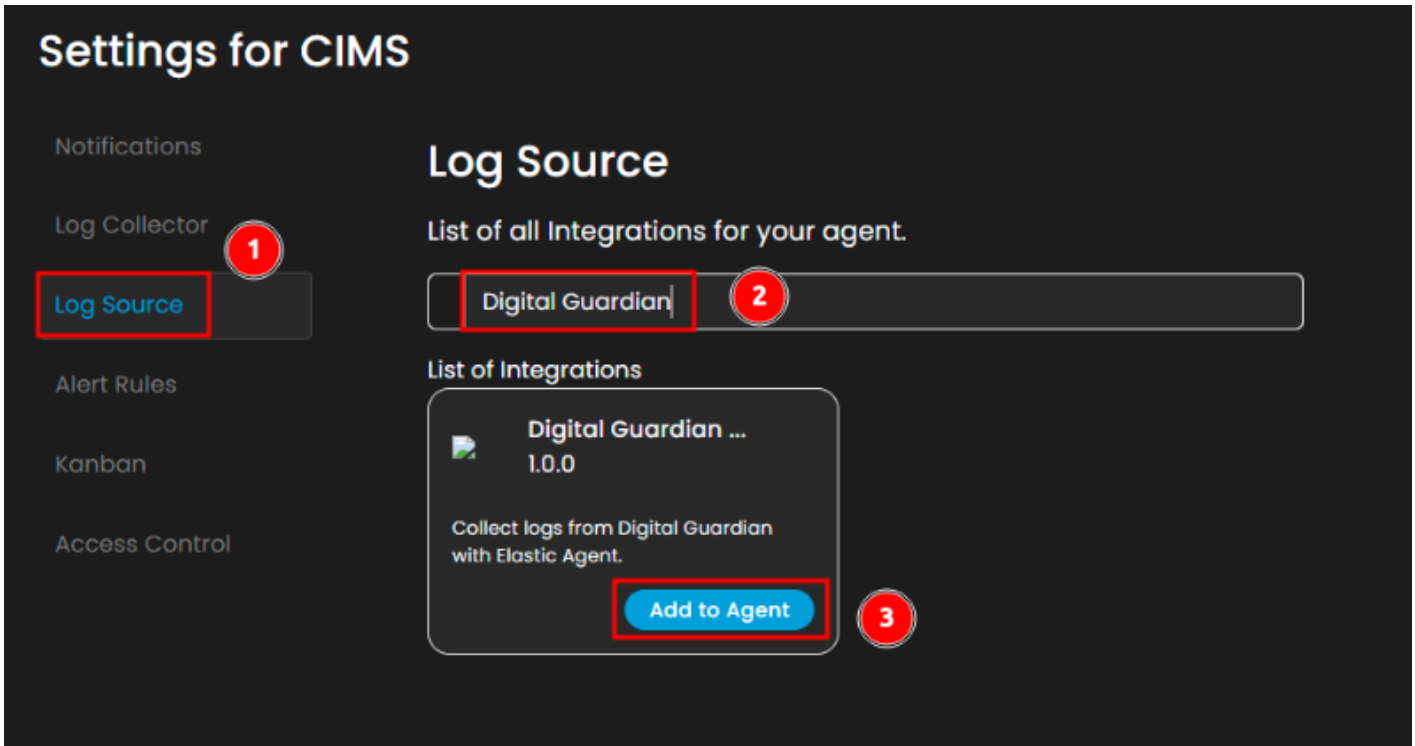 Settings for CIMS
Notifications
Log Collector
1
Log Source
Alert Rules
Kanban
Access Control
Log Source
List of all Integrations for your agent.
Digital Guardian
2
List of Integrations
Digital Guardian ...
1.0.0
Collect logs from Digital Guardian
with Elastic Agent.
Add to Agent
3